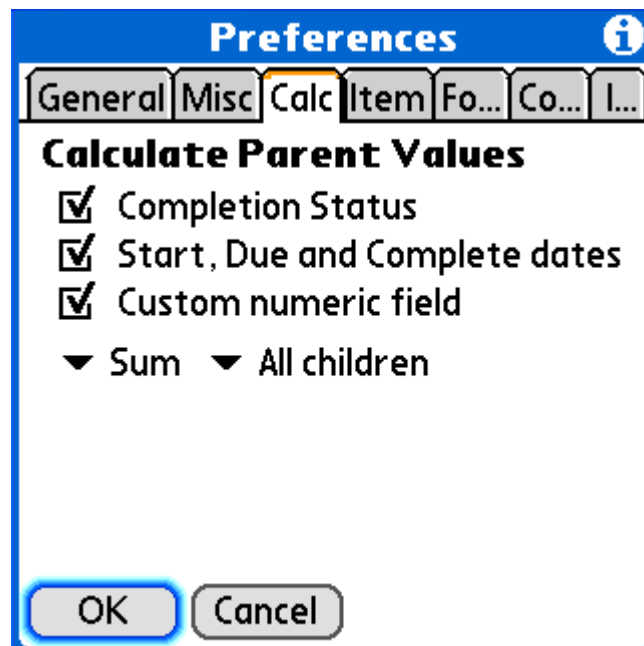 Preferences
General Misc Calc Item Fo... Co... I...
Calculate Parent Values
Completion Status
Start, Due and Complete dates
Custom numeric field
Sum All children
OK Cancel